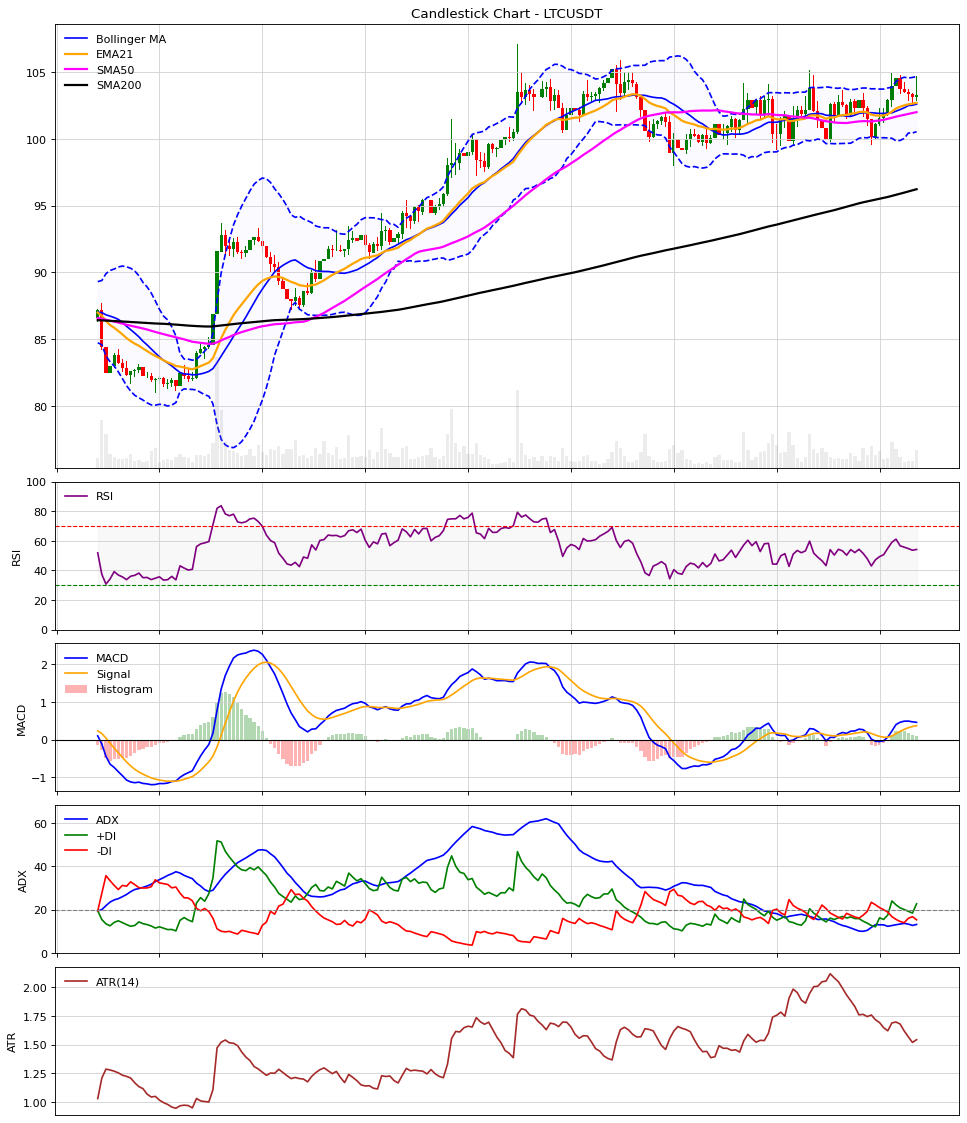 Candlestick Chart - LTCUSDT
Bollinger MA
EMA21
SMA50
SMA200
105
100
95
90
85
80
RSI
100
80
60
40
20
0
RSI
MACD
Signal
Histogram
2
1
0
−1
MACD
ADX
+DI
-DI
60
40
20
0
ADX
ATR(14)
2.00
1.75
1.50
1.25
1.00
ATR